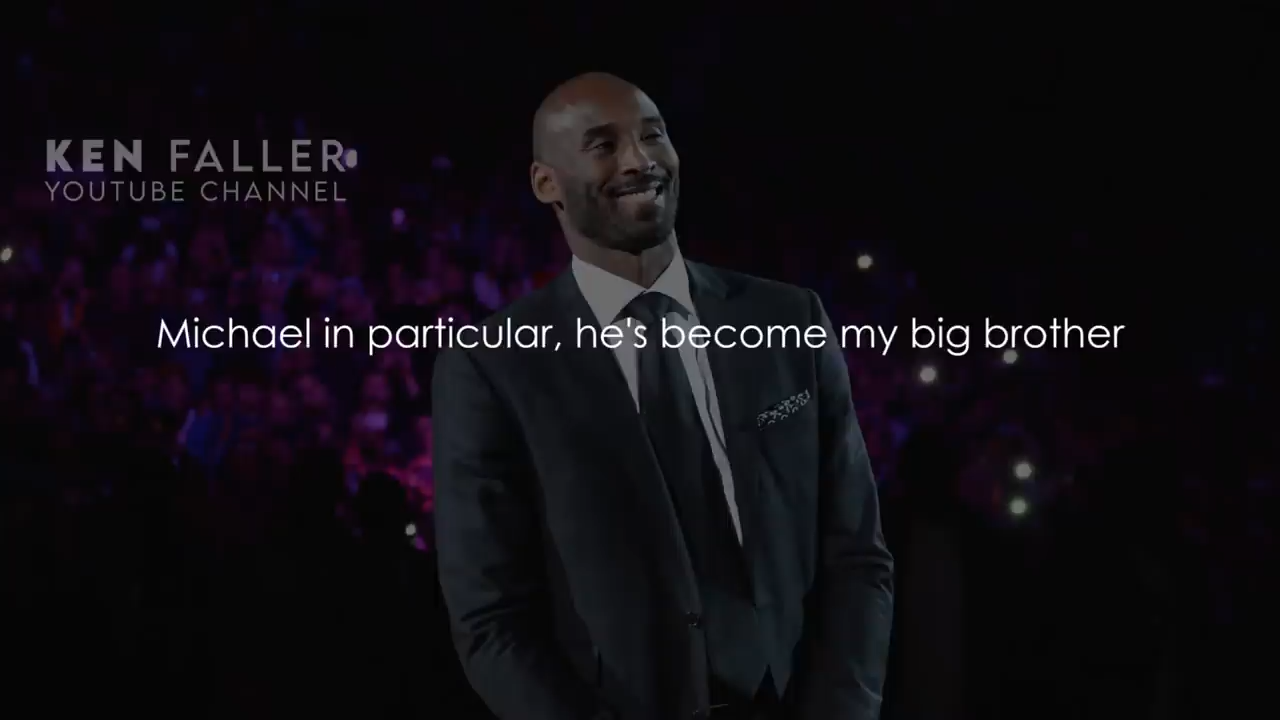 KEN FALLER
YOUTUBE CHANNEL
Michael in particular, he's become my big brother